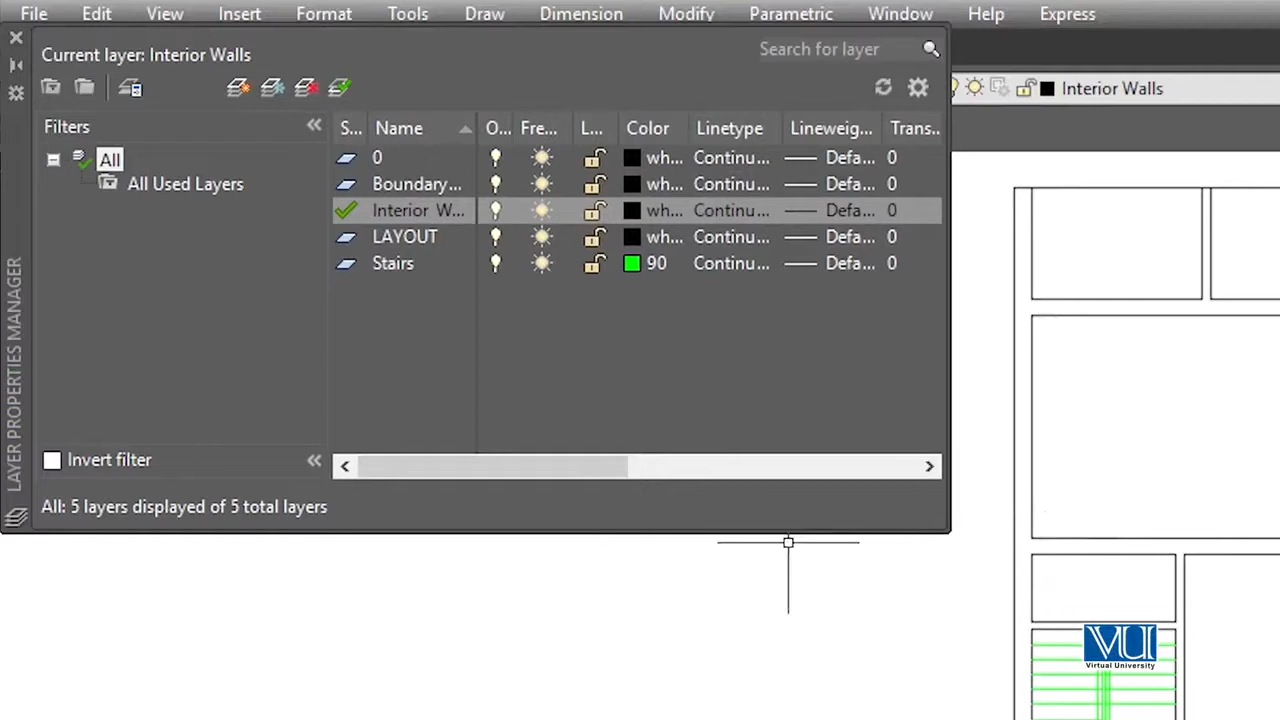 File Edit View Insert Format Tools Draw Dimension Modify Parametric Window Help Express
Current layer: Interior Walls
Search for layer
Interior Walls
Filters
S... Name O... Fre... L... Color Linetype Lineweig... Trans..
All
All Used Layers
0 wh... Continu... Defa... 0
Boundary... wh... Continu... Defa... 0
Interior W... wh... Continu... Defa... 0
LAYOUT wh... Continu... Defa... 0
Stairs 90 Continu... Defa... 0
LAYER PROPERTIES MANAGER
Invert filter
All: 5 layers displayed of 5 total layers
VU
Virtual University